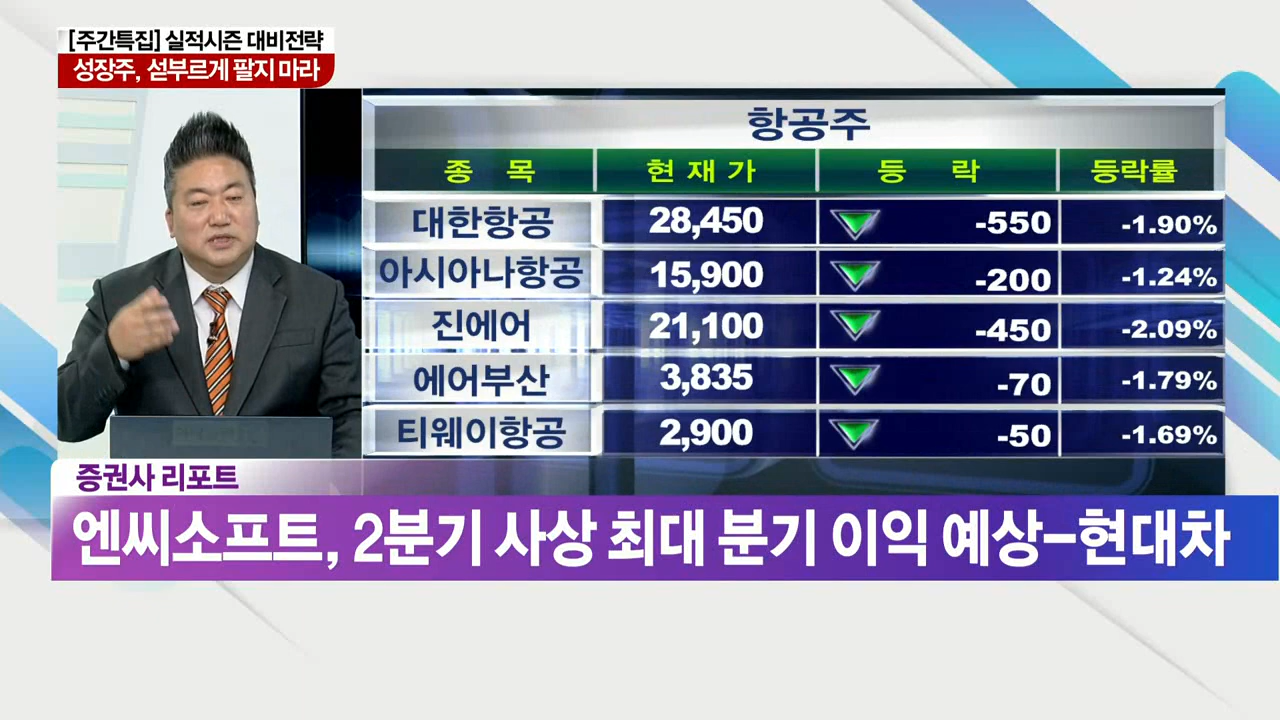 [주간특집] 실적시즌 대비전략
성장주, 섣부르게 팔지 마라
항공주
종 목 현 재 가 등 락 등락률
대한항공 28,450 -550 -1.90%
아시아나항공 15,900 -200 -1.24%
진에어 21,100 -450 -2.09%
에어부산 3,835 -70 -1.79%
티웨이항공 2,900 -50 -1.69%
증권사 리포트
엔씨소프트, 2분기 사상 최대 분기 이익 예상-현대차